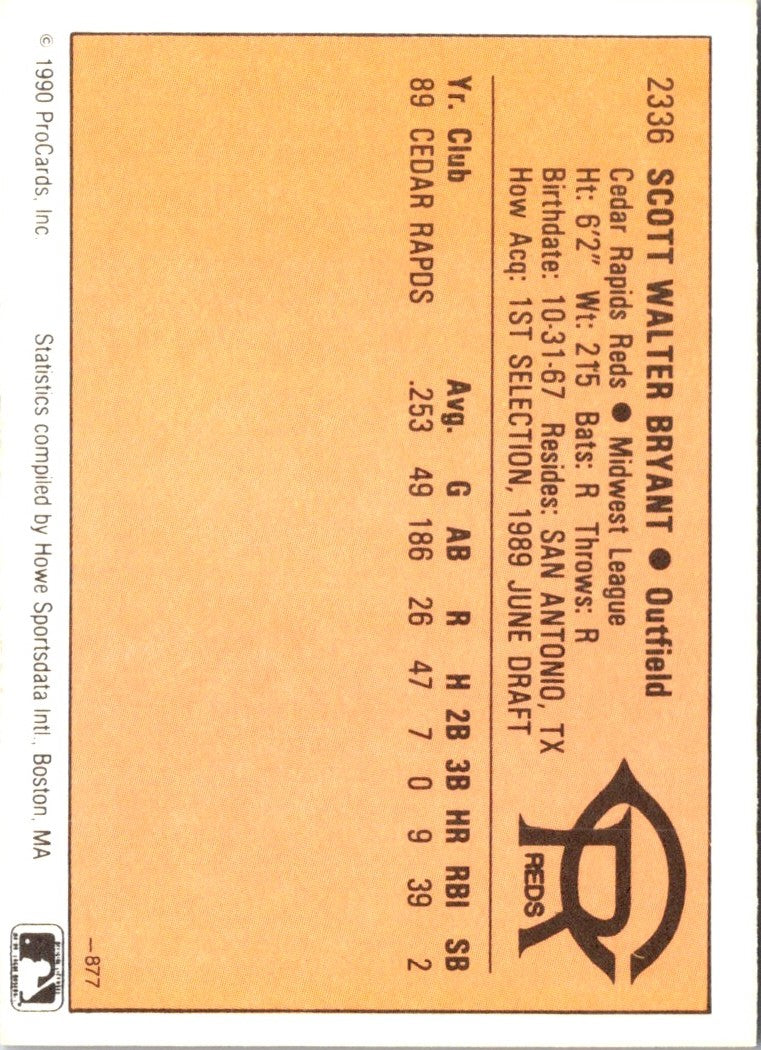 2336 SCOTT WALTER BRYANT ● Outfield
Cedar Rapids Reds ● Midwest League
Ht: 6'2" Wt: 215 Bats: R Throws: R
Birthdate: 10-31-67 Resides: SAN ANTONIO, TX
How Acq: 1ST SELECTION, 1989 JUNE DRAFT
CR
REDS
Yr. Club Avg. G AB R H 2B 3B HR RBI SB
89 CEDAR RAPDS .253 49 186 26 47 7 0 9 39 2
—877
© 1990 ProCards, Inc. Statistics compiled by Howe Sportsdata Intl., Boston, MA